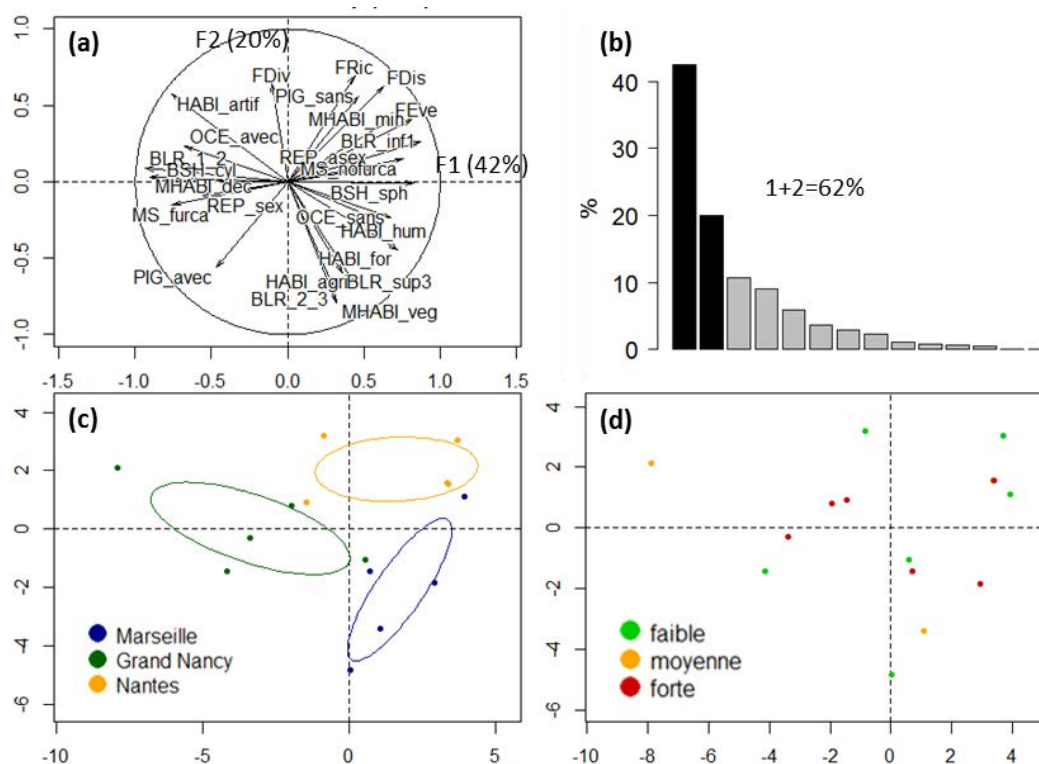 (a)
F2 (20%)
1.0
0.5
0.0
-0.5
-1.0
FDiv
FRic
FDis
PIG_sans
HABI_artif
FEve
MHABI_min
OCE_avec
BLR_inf1
BLR_1_2
REP_asex
F1 (42%)
BSH_cyl
MS_nofurca
MHABI_dec
BSH_sph
REP_sex
MS_furca
OCE_sans
HABI_hum
HABI_for
PIG_avec
HABI_agri
BLR_sup3
BLR_2_3
MHABI_veg
-1.5 -1.0 -0.5 0.0 0.5 1.0 1.5
(b)
40
30
20
10
0
%
1+2=62%
(c)
4
2
0
-2
-4
-6
Marseille
Grand Nancy
Nantes
-10 -5 0 5
(d)
4
2
0
-2
-4
-6
faible
moyenne
forte
-10 -8 -6 -4 -2 0 2 4